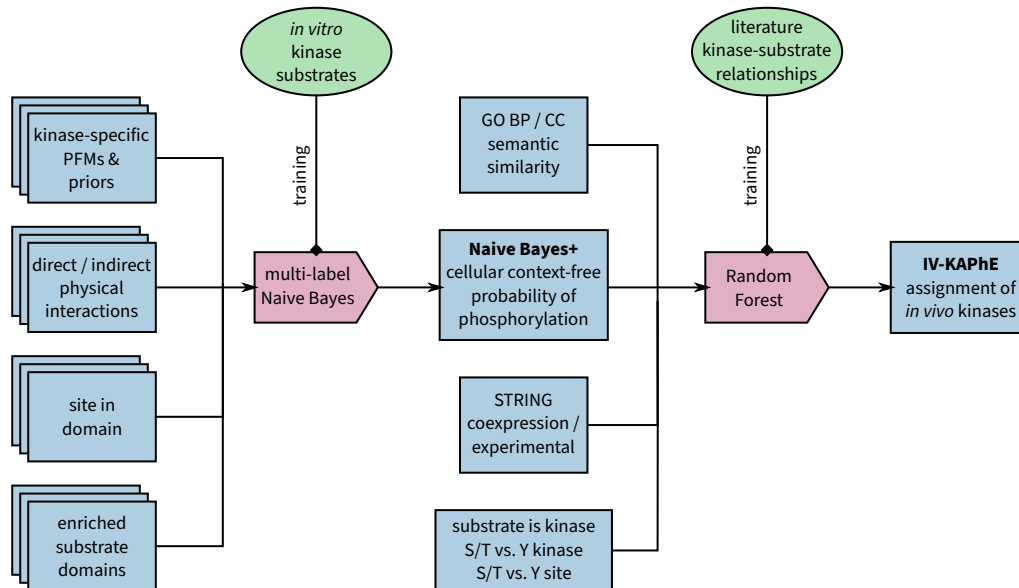 in vitro
kinase
substrates
literature
kinase-substrate
relationships
kinase-specific
PFMs &
priors
training
GO BP / CC
semantic
similarity
training
direct / indirect
physical
interactions
multi-label
Naive Bayes
Naive Bayes+
cellular context-free
probability of
phosphorylation
Random
Forest
IV-KAPhE
assignment of
in vivo kinases
site in
domain
STRING
coexpression /
experimental
enriched
substrate
domains
substrate is kinase
S/T vs. Y kinase
S/T vs. Y site